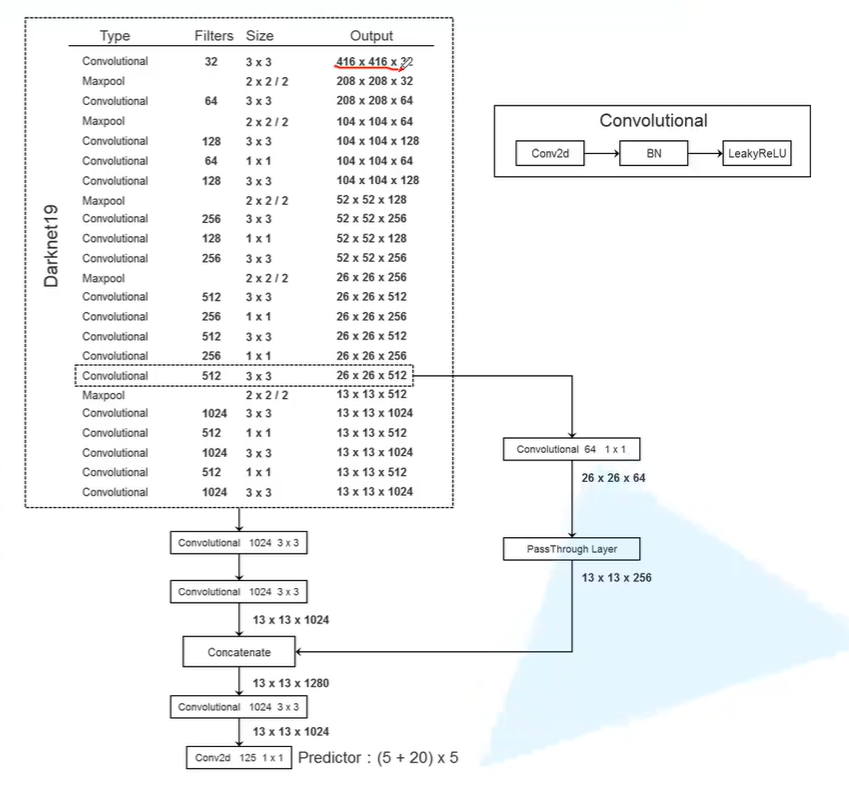 Type Filters Size Output
Convolutional 32 3 x 3 416 x 416 x 32
Maxpool 2 x 2 / 2 208 x 208 x 32
Convolutional 64 3 x 3 208 x 208 x 64
Maxpool 2 x 2 / 2 104 x 104 x 64
Convolutional 128 3 x 3 104 x 104 x 128
Convolutional 64 1 x 1 104 x 104 x 64
Convolutional 128 3 x 3 104 x 104 x 128
Maxpool 2 x 2 / 2 52 x 52 x 128
Convolutional 256 3 x 3 52 x 52 x 256
Convolutional 128 1 x 1 52 x 52 x 128
Convolutional 256 3 x 3 52 x 52 x 256
Maxpool 2 x 2 / 2 26 x 26 x 256
Convolutional 512 3 x 3 26 x 26 x 512
Convolutional 256 1 x 1 26 x 26 x 256
Convolutional 512 3 x 3 26 x 26 x 512
Convolutional 256 1 x 1 26 x 26 x 256
Convolutional 512 3 x 3 26 x 26 x 512
Maxpool 2 x 2 / 2 13 x 13 x 512
Convolutional 1024 3 x 3 13 x 13 x 1024
Convolutional 512 1 x 1 13 x 13 x 512
Convolutional 1024 3 x 3 13 x 13 x 1024
Convolutional 512 1 x 1 13 x 13 x 512
Convolutional 1024 3 x 3 13 x 13 x 1024
Darknet19
Convolutional
Conv2d BN LeakyReLU
Convolutional 64 1 x 1
26 x 26 x 64
PassThrough Layer
13 x 13 x 256
Convolutional 1024 3 x 3
Convolutional 1024 3 x 3
13 x 13 x 1024
Concatenate
13 x 13 x 1280
Convolutional 1024 3 x 3
13 x 13 x 1024
Conv2d 125 1 x 1 Predictor : (5 + 20) x 5